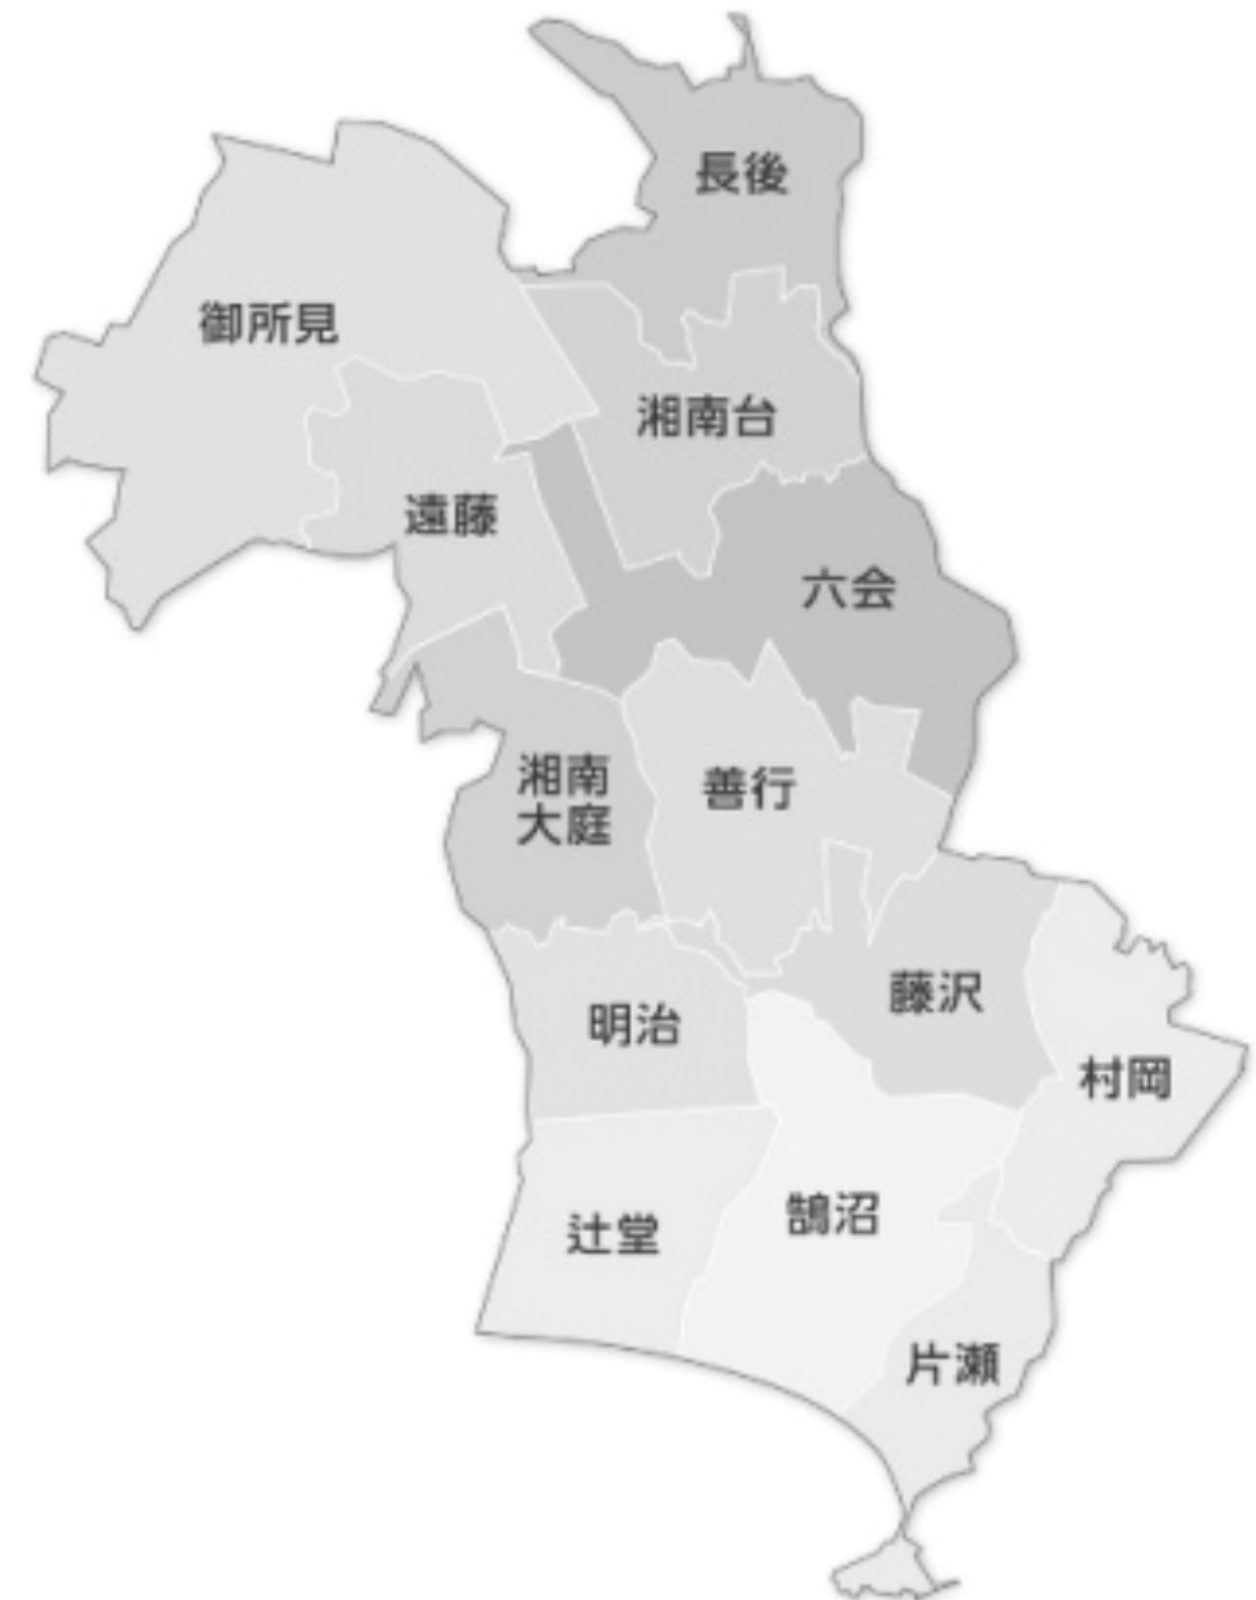 長後
御所見
湘南台
遠藤
六会
湘南
大庭
善行
藤沢
明治
村岡
鵠沼
辻堂
片瀬